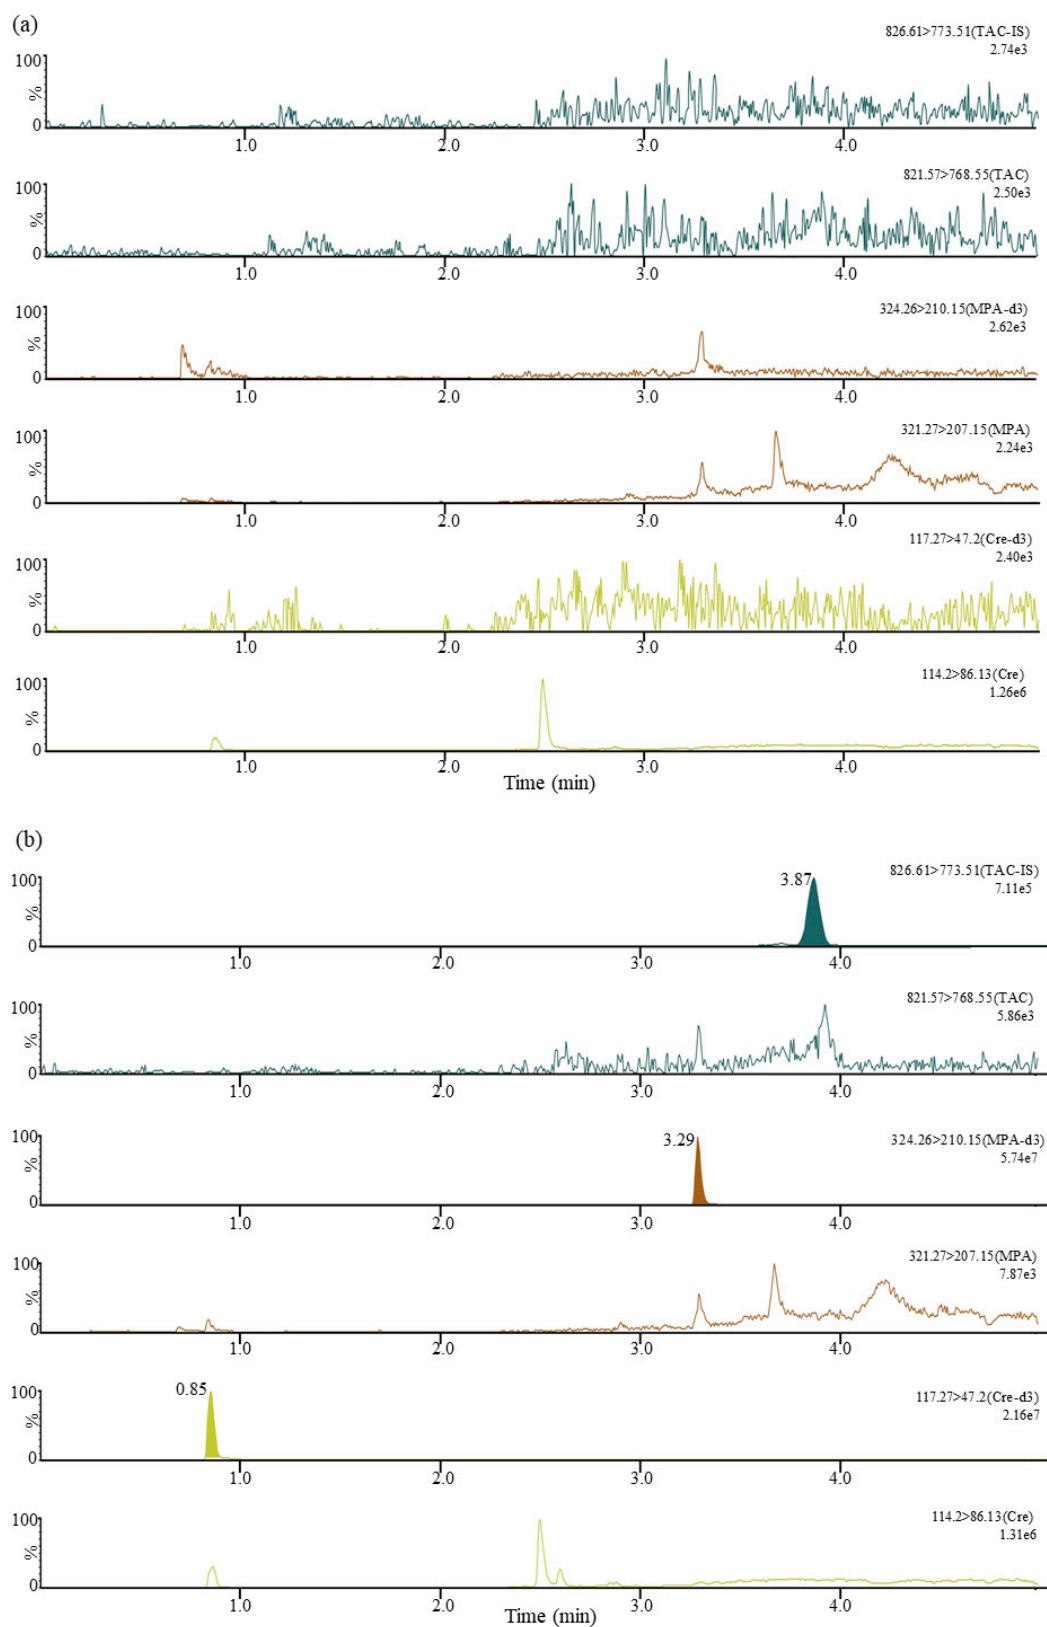 (a)
826.61>773.51(TAC-IS)
2.74e3
100
%
0
1.0 2.0 3.0 4.0
821.57>768.55(TAC)
2.50e3
100
%
0
1.0 2.0 3.0 4.0
324.26>210.15(MPA-d3)
2.62e3
100
%
0
1.0 2.0 3.0 4.0
321.27>207.15(MPA)
2.24e3
100
%
0
1.0 2.0 3.0 4.0
117.27>47.2(Cre-d3)
2.40e3
100
%
0
1.0 2.0 3.0 4.0
114.2>86.13(Cre)
1.26e6
100
%
0
1.0 2.0 3.0 4.0
Time (min)
(b)
826.61>773.51(TAC-IS)
7.11e5
100
3.87
%
0
1.0 2.0 3.0 4.0
821.57>768.55(TAC)
5.86e3
100
%
0
1.0 2.0 3.0 4.0
324.26>210.15(MPA-d3)
5.74e7
100
3.29
%
0
1.0 2.0 3.0 4.0
321.27>207.15(MPA)
7.87e3
100
%
0
1.0 2.0 3.0 4.0
117.27>47.2(Cre-d3)
2.16e7
100
0.85
%
0
1.0 2.0 3.0 4.0
114.2>86.13(Cre)
1.31e6
100
%
0
1.0 2.0 3.0 4.0
Time (min)